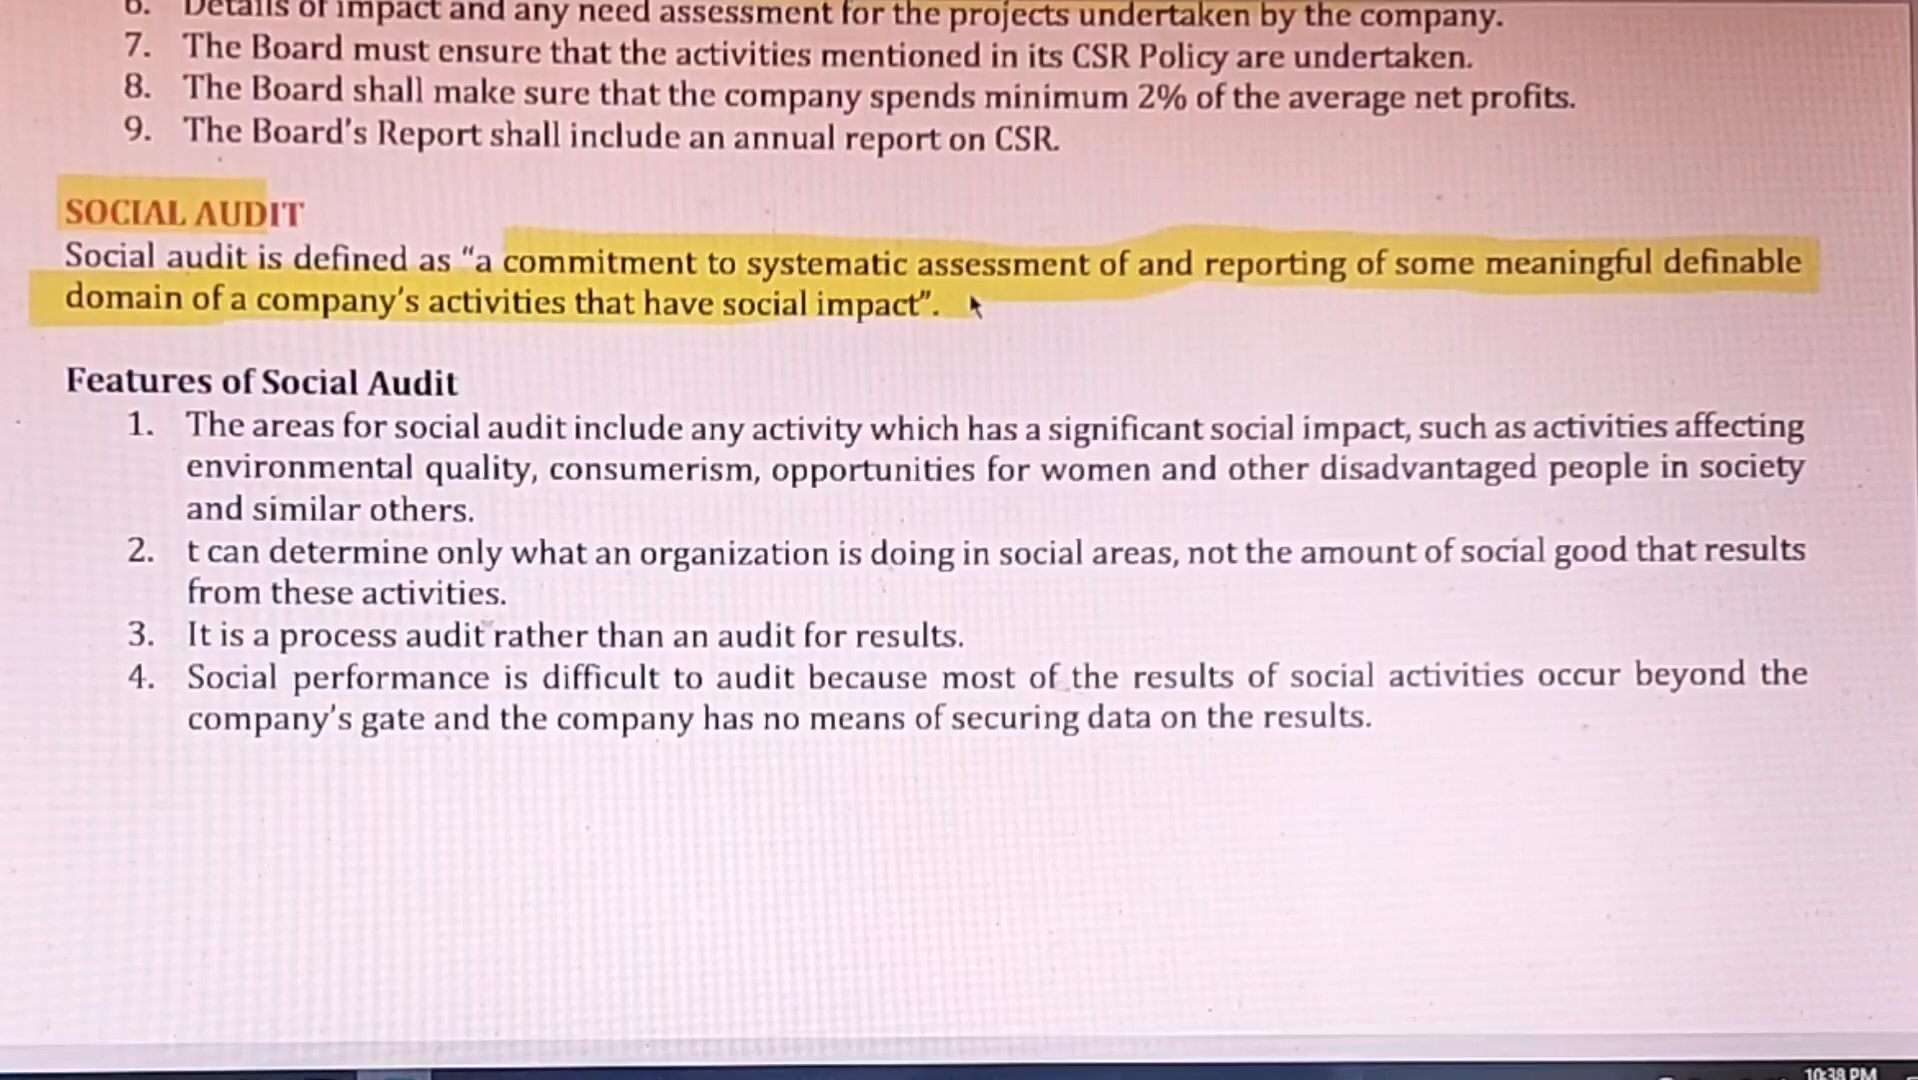 6. Details of impact and any need assessment for the projects undertaken by the company.
7. The Board must ensure that the activities mentioned in its CSR Policy are undertaken.
8. The Board shall make sure that the company spends minimum 2% of the average net profits.
9. The Board's Report shall include an annual report on CSR.
SOCIAL AUDIT
Social audit is defined as “a commitment to systematic assessment of and reporting of some meaningful definable
domain of a company's activities that have social impact”.
Features of Social Audit
1. The areas for social audit include any activity which has a significant social impact, such as activities affecting
environmental quality, consumerism, opportunities for women and other disadvantaged people in society
and similar others.
2. t can determine only what an organization is doing in social areas, not the amount of social good that results
from these activities.
3. It is a process audit rather than an audit for results.
4. Social performance is difficult to audit because most of the results of social activities occur beyond the
company's gate and the company has no means of securing data on the results.
10:38 PM